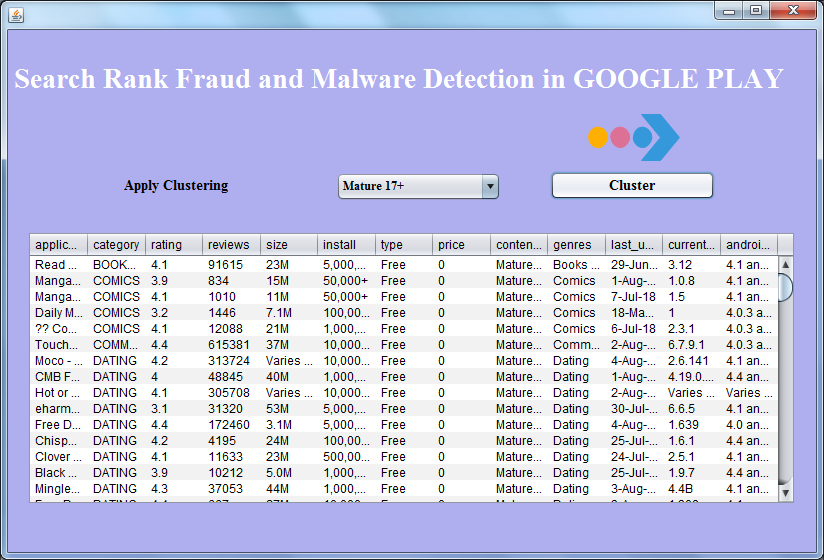 Search Rank Fraud and Malware Detection in GOOGLE PLAY
Apply Clustering Mature 17+ Cluster
applic... category rating reviews size install type price conten... genres last_u... current... androi...
Read ... BOOK... 4.1 91615 23M 5,000,... Free 0 Mature... Books ... 29-Jun... 3.12 4.1 an...
Manga... COMICS 3.9 834 15M 50,000+ Free 0 Mature... Comics 1-Aug-... 1.0.8 4.1 an...
Manga... COMICS 4.1 1010 11M 50,000+ Free 0 Mature... Comics 7-Jul-18 1.5 4.1 an...
Daily M... COMICS 3.2 1446 7.1M 100,00... Free 0 Mature... Comics 18-Ma... 1 4.0.3 a...
?? Co... COMICS 4.1 12088 21M 1,000,... Free 0 Mature... Comics 6-Jul-18 2.3.1 4.0.3 a...
Touch... COMM... 4.4 615381 37M 10,000... Free 0 Mature... Comm... 2-Aug-... 6.7.9.1 4.0.3 a...
Moco - ... DATING 4.2 313724 Varies ... 10,000... Free 0 Mature... Dating 4-Aug-... 2.6.141 4.1 an...
CMB F... DATING 4 48845 40M 1,000,... Free 0 Mature... Dating 1-Aug-... 4.19.0.... 4.4 an...
Hot or ... DATING 4.1 305708 Varies ... 10,000... Free 0 Mature... Dating 2-Aug-... Varies ... Varies ...
eharm... DATING 3.1 31320 53M 5,000,... Free 0 Mature... Dating 30-Jul-... 6.6.5 4.1 an...
Free D... DATING 4.4 172460 3.1M 5,000,... Free 0 Mature... Dating 4-Aug-... 1.639 4.0 an...
Chisp... DATING 4.2 4195 24M 100,00... Free 0 Mature... Dating 25-Jul-... 1.6.1 4.4 an...
Clover ... DATING 4.1 11633 23M 500,00... Free 0 Mature... Dating 24-Jul-... 2.5.1 4.1 an...
Black ... DATING 3.9 10212 5.0M 1,000,... Free 0 Mature... Dating 25-Jul-... 1.9.7 4.4 an...
Mingle... DATING 4.3 37053 44M 1,000,... Free 0 Mature... Dating 3-Aug-... 4.4B 4.1 an...